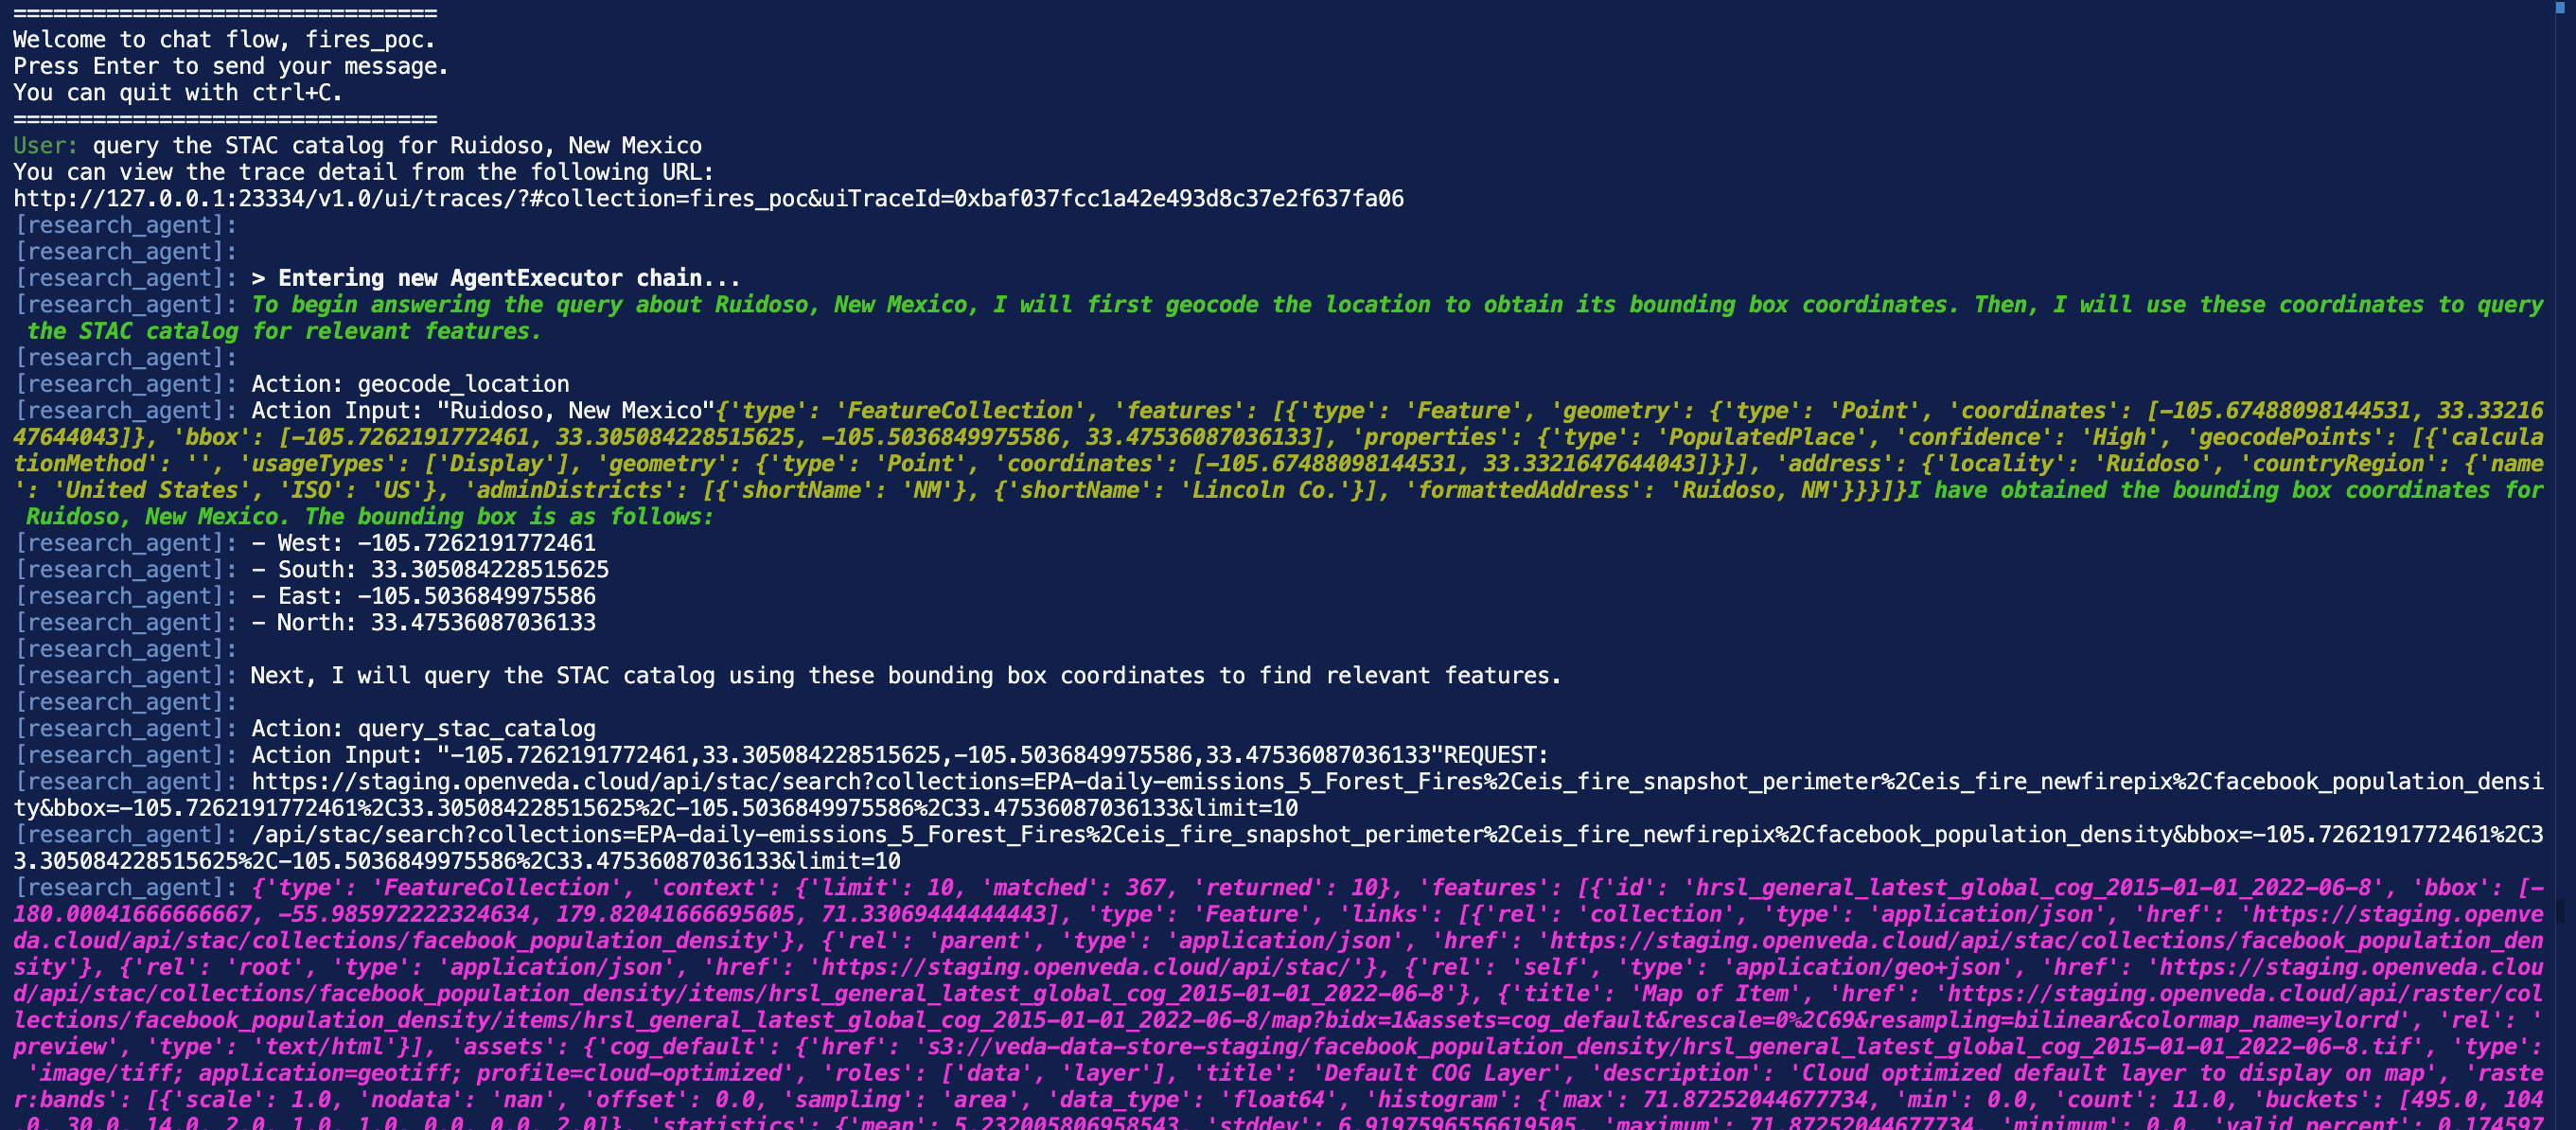 ================================
Welcome to chat flow, fires_poc.
Press Enter to send your message.
You can quit with ctrl+C.
================================
User: query the STAC catalog for Ruidoso, New Mexico
You can view the trace detail from the following URL:
http://127.0.0.1:23334/v1.0/ui/traces/?#collection=fires_poc&uiTraceId=0xbaf037fcc1a42e493d8c37e2f637fa06
[research_agent]:
[research_agent]:
[research_agent]: > Entering new AgentExecutor chain...
[research_agent]: To begin answering the query about Ruidoso, New Mexico, I will first geocode the location to obtain its bounding box coordinates. Then, I will use these coordinates to query
the STAC catalog for relevant features.
[research_agent]:
[research_agent]: Action: geocode_location
[research_agent]: Action Input: "Ruidoso, New Mexico"{'type': 'FeatureCollection', 'features': [{'type': 'Feature', 'geometry': {'type': 'Point', 'coordinates': [-105.67488098144531, 33.33216
47644043]}, 'bbox': [-105.7262191772461, 33.305084228515625, -105.5036849975586, 33.47536087036133], 'properties': {'type': 'PopulatedPlace', 'confidence': 'High', 'geocodePoints': [{'calcula
tionMethod': '', 'usageTypes': ['Display'], 'geometry': {'type': 'Point', 'coordinates': [-105.67488098144531, 33.3321647644043]}}], 'address': {'locality': 'Ruidoso', 'countryRegion': {'name
': 'United States', 'ISO': 'US'}, 'adminDistricts': [{'shortName': 'NM'}, {'shortName': 'Lincoln Co.'}], 'formattedAddress': 'Ruidoso, NM'}}}]}I have obtained the bounding box coordinates for
Ruidoso, New Mexico. The bounding box is as follows:
[research_agent]: - West: -105.7262191772461
[research_agent]: - South: 33.305084228515625
[research_agent]: - East: -105.5036849975586
[research_agent]: - North: 33.47536087036133
[research_agent]:
[research_agent]: Next, I will query the STAC catalog using these bounding box coordinates to find relevant features.
[research_agent]:
[research_agent]: Action: query_stac_catalog
[research_agent]: Action Input: "-105.7262191772461,33.305084228515625,-105.5036849975586,33.47536087036133"REQUEST:
[research_agent]: https://staging.openveda.cloud/api/stac/search?collections=EPA-daily-emissions_5_Forest_Fires%2Ceis_fire_snapshot_perimeter%2Ceis_fire_newfirepix%2Cfacebook_population_densi
ty&bbox=-105.7262191772461%2C33.305084228515625%2C-105.5036849975586%2C33.47536087036133&limit=10
[research_agent]: /api/stac/search?collections=EPA-daily-emissions_5_Forest_Fires%2Ceis_fire_snapshot_perimeter%2Ceis_fire_newfirepix%2Cfacebook_population_density&bbox=-105.7262191772461%2C3
3.305084228515625%2C-105.5036849975586%2C33.47536087036133&limit=10
[research_agent]: {'type': 'FeatureCollection', 'context': {'limit': 10, 'matched': 367, 'returned': 10}, 'features': [{'id': 'hrsl_general_latest_global_cog_2015-01-01_2022-06-8', 'bbox': [-
180.00041666666667, -55.985972222324634, 179.82041666695605, 71.33069444444443], 'type': 'Feature', 'links': [{'rel': 'collection', 'type': 'application/json', 'href': 'https://staging.openve
da.cloud/api/stac/collections/facebook_population_density'}, {'rel': 'parent', 'type': 'application/json', 'href': 'https://staging.openveda.cloud/api/stac/collections/facebook_population_den
sity'}, {'rel': 'root', 'type': 'application/json', 'href': 'https://staging.openveda.cloud/api/stac/'}, {'rel': 'self', 'type': 'application/geo+json', 'href': 'https://staging.openveda.clou
d/api/stac/collections/facebook_population_density/items/hrsl_general_latest_global_cog_2015-01-01_2022-06-8'}, {'title': 'Map of Item', 'href': 'https://staging.openveda.cloud/api/raster/col
lections/facebook_population_density/items/hrsl_general_latest_global_cog_2015-01-01_2022-06-8/map?bidx=1&assets=cog_default&rescale=0%2C69&resampling=bilinear&colormap_name=ylorrd', 'rel': '
preview', 'type': 'text/html'}], 'assets': {'cog_default': {'href': 's3://veda-data-store-staging/facebook_population_density/hrsl_general_latest_global_cog_2015-01-01_2022-06-8.tif', 'type':
'image/tiff; application=geotiff; profile=cloud-optimized', 'roles': ['data', 'layer'], 'title': 'Default COG Layer', 'description': 'Cloud optimized default layer to display on map', 'raste
r:bands': [{'scale': 1.0, 'nodata': 'nan', 'offset': 0.0, 'sampling': 'area', 'data_type': 'float64', 'histogram': {'max': 71.87252044677734, 'min': 0.0, 'count': 11.0, 'buckets': [495.0, 104
.0, 30.0, 14.0, 2.0, 1.0, 1.0, 0.0, 0.0, 2.0]}, 'statistics': {'mean': 5.232005806958543, 'stddev': 6.9197596556619505, 'maximum': 71.87252044677734, 'minimum': 0.0, 'valid_percent': 0.174597